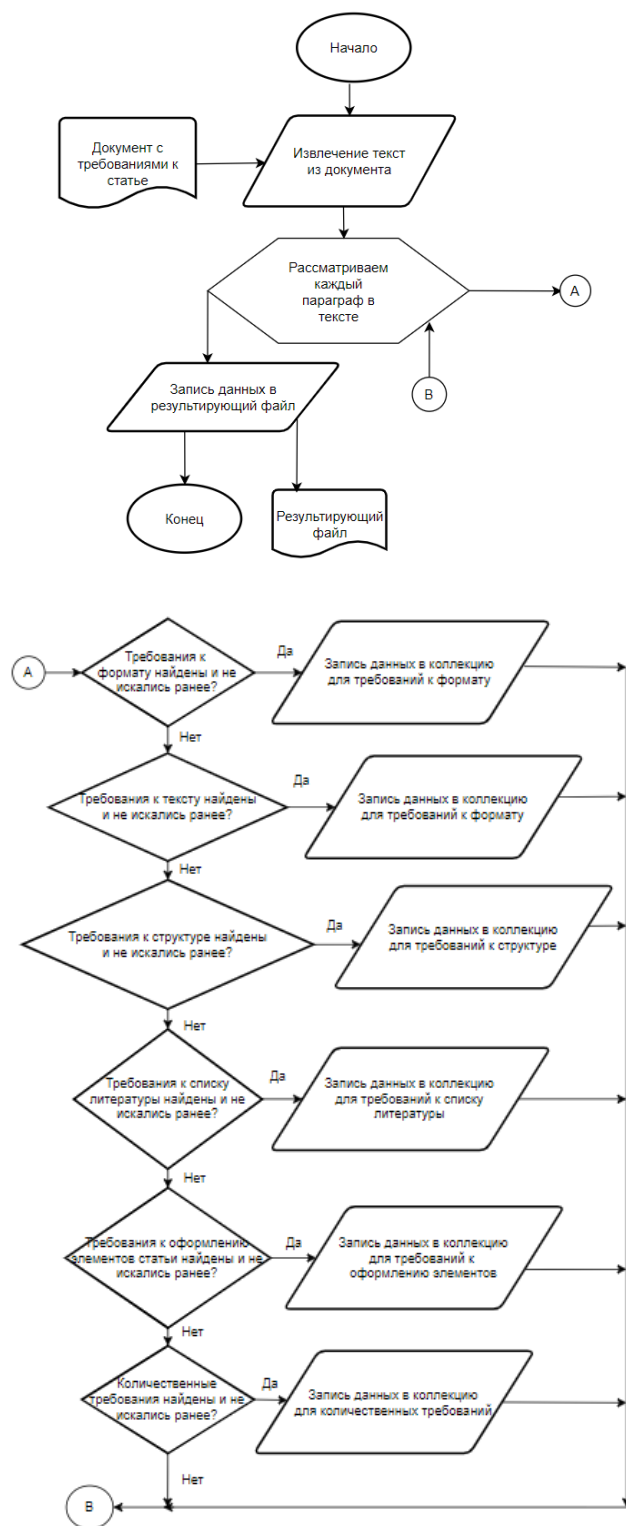 Начало
Документ с
требованиями к
статье
Извлечение текст
из документа
Рассматриваем
каждый
параграф в
тексте
A
B
Запись данных в
результирующий файл
Конец
Результирующий
файл
A
Требования к
формату найдены и не
искались ранее?
Да
Запись данных в коллекцию
для требований к формату
Нет
Требования к тексту найдены
и не искались ранее?
Да
Запись данных в коллекцию
для требований к формату
Нет
Требования к структуре найдены
и не искались ранее?
Да
Запись данных в коллекцию
для требований к структуре
Нет
Требования к списку
литературы найдены и не
искались ранее?
Да
Запись данных в коллекцию
для требований к списку
литературы
Нет
Требования к оформлению
элементов статьи найдены и не
искались ранее?
Да
Запись данных в коллекцию
для требований к
оформлению элементов
Нет
Количественные
требования найдены и не
искались ранее?
Да
Запись данных в коллекцию
для количественных требований
Нет
B